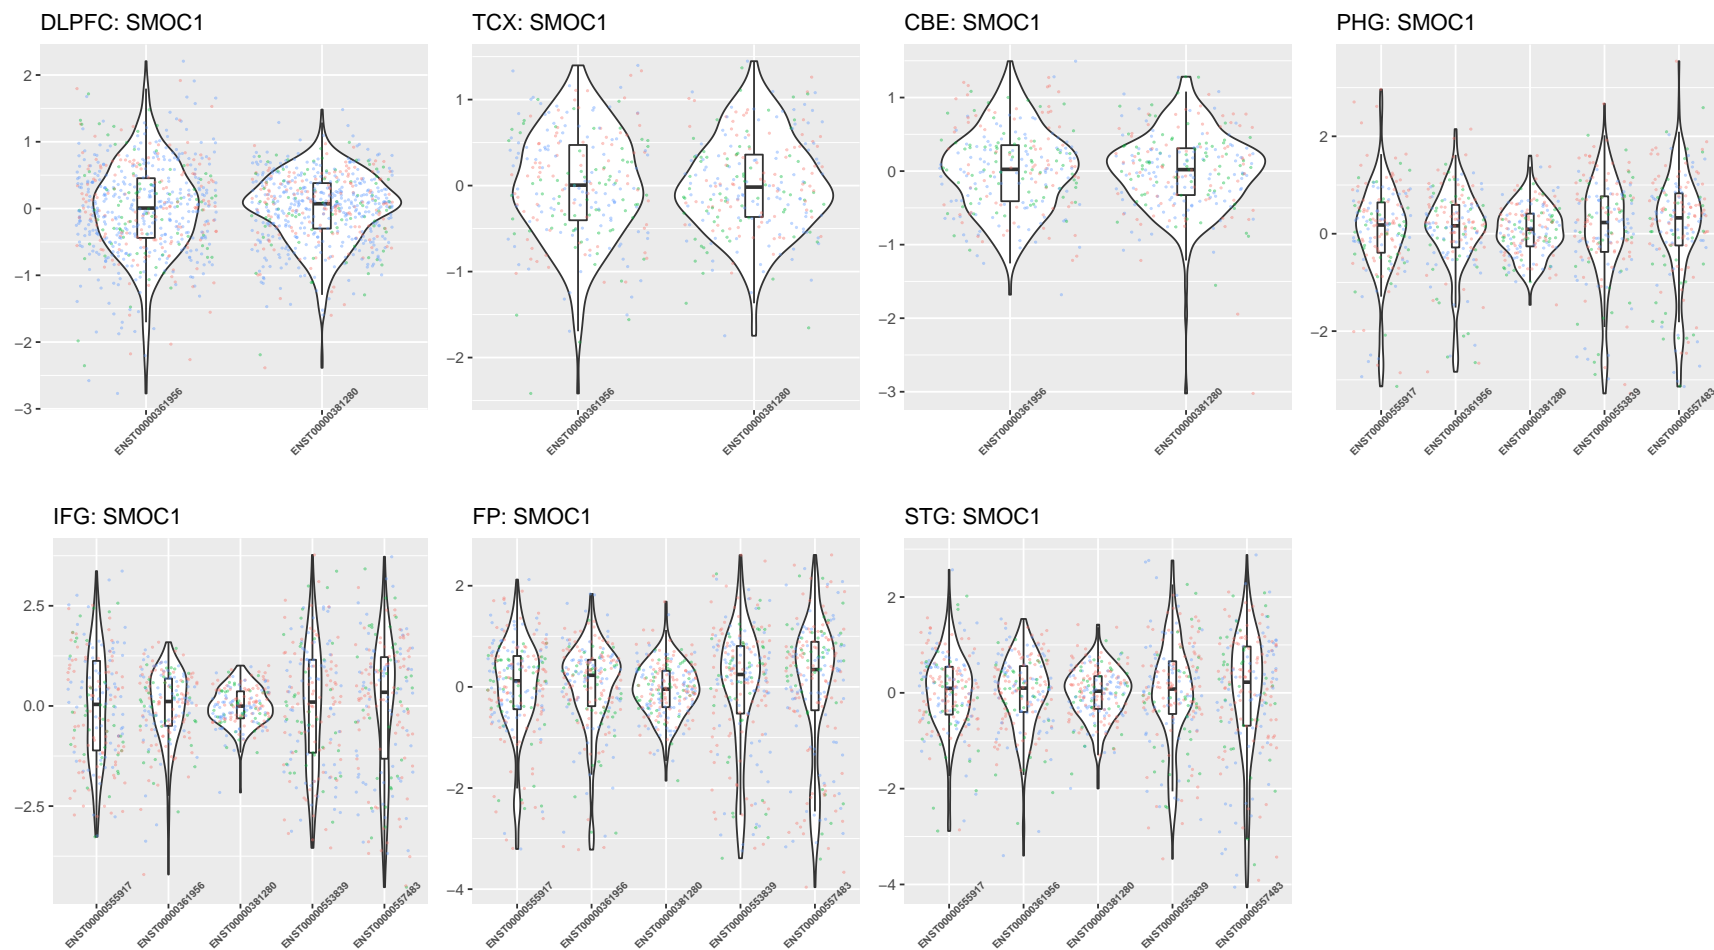 DLPFC: SMOC1
2
1
0
−1
−2
−3
ENST00000361956
ENST00000381280
TCX: SMOC1
1
0
−1
−2
ENST00000361956
ENST00000381280
CBE: SMOC1
1
0
−1
−2
−3
ENST00000361956
ENST00000381280
PHG: SMOC1
2
0
−2
ENST00000555917
ENST00000361956
ENST00000381280
ENST00000553839
ENST00000557483
IFG: SMOC1
2.5
0.0
−2.5
ENST00000555917
ENST00000361956
ENST00000381280
ENST00000553839
ENST00000557483
FP: SMOC1
2
0
−2
−4
ENST00000555917
ENST00000361956
ENST00000381280
ENST00000553839
ENST00000557483
STG: SMOC1
2
0
−2
−4
ENST00000555917
ENST00000361956
ENST00000381280
ENST00000553839
ENST00000557483